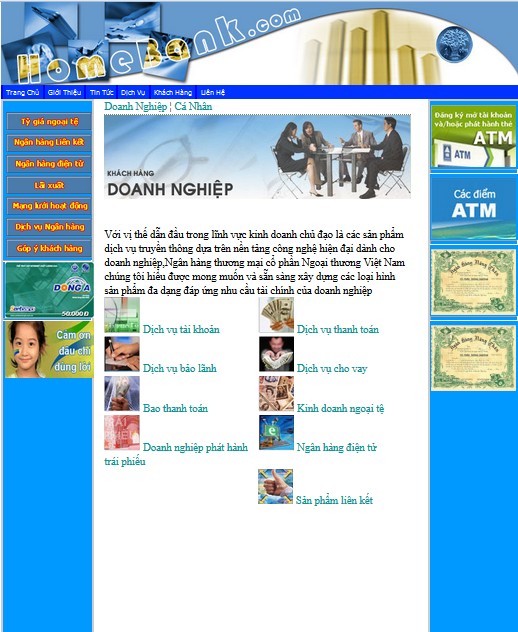 HomeBank.com
Trang Chủ Giới Thiệu Tin Tức Dịch Vụ Khách Hàng Liên Hệ
Tỷ giá ngoại tệ
Ngân hàng Liên kết
Ngân hàng điện tử
Lãi xuất
Mạng lưới hoạt động
Dịch vụ Ngân hàng
Góp ý khách hàng
ĐÔNG Á
50.000 Đ
Cảm ơn
dấu chỉ
dừng lời
Doanh Nghiệp ¦ Cá Nhân
KHÁCH HÀNG
DOANH NGHIỆP
Với vị thế dẫn đầu trong lĩnh vực kinh doanh chủ đạo là các sản phẩm
dịch vụ truyền thông dựa trên nền tảng công nghệ hiện đại dành cho
doanh nghiệp,Ngân hàng thương mại cổ phần Ngoại thương Việt Nam
chúng tôi hiểu được mong muốn và sẵn sàng xây dựng các loại hình
sản phẩm đa dạng đáp ứng nhu cầu tài chính của doanh nghiệp
Dịch vụ tài khoản Dịch vụ thanh toán
Dịch vụ bảo lãnh Dịch vụ cho vay
Bao thanh toán Kinh doanh ngoại tệ
TRÁI
PHIẾU
Doanh nghiệp phát hành Ngân hàng điện tử
trái phiếu
Sản phẩm liên kết
Đăng ký mở tài khoản
và/hoặc phát hành thẻ
ATM
ATM
Các điểm
ATM